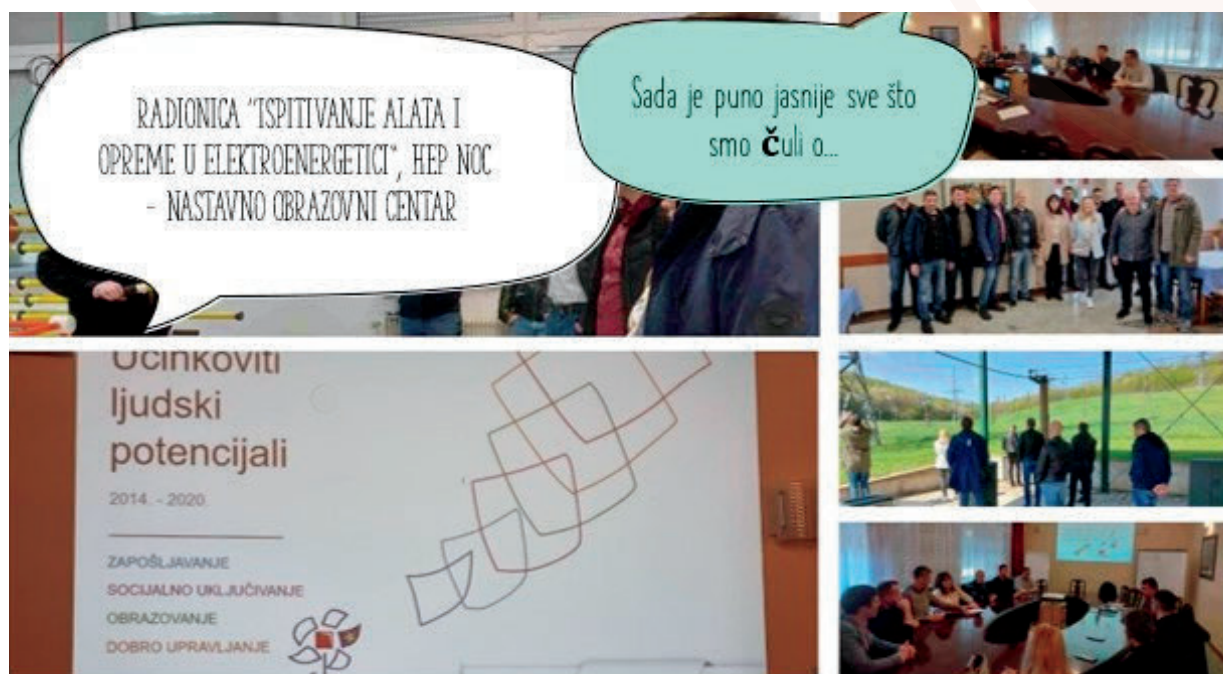 RADIONICA "ISPITIVANJE ALATA I
OPREME U ELEKTROENERGETICI", HEP NOC
- NASTAVNO OBRAZOVNI CENTAR
Sada je puno jasnije sve što
smo čuli o...
Učinkoviti
ljudski
potencijali
2014. - 2020.
ZAPOŠLJAVANJE
SOCIJALNO UKLJUČIVANJE
OBRAZOVANJE
DOBRO UPRAVLJANJE